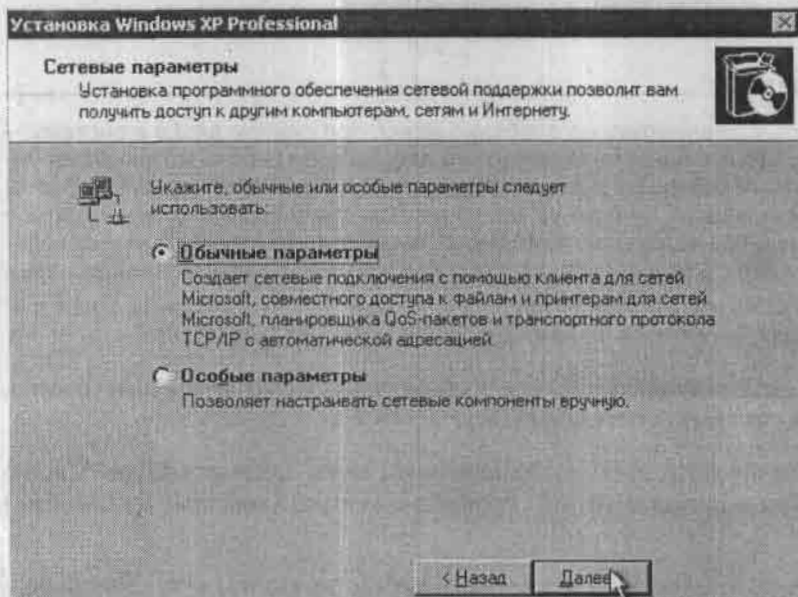 Установка Windows XP Professional
Сетевые параметры
Установка программного обеспечения сетевой поддержки позволит вам
получить доступ к другим компьютерам, сетям и Интернету.
Укажите, обычные или особые параметры следует
использовать:
Обычные параметры
Создает сетевые подключения с помощью клиента для сетей
Microsoft, совместного доступа к файлам и принтерам для сетей
Microsoft, планировщика QoS-пакетов и транспортного протокола
TCP/IP с автоматической адресацией.
Особые параметры
Позволяет настраивать сетевые компоненты вручную.
< Назад Далее